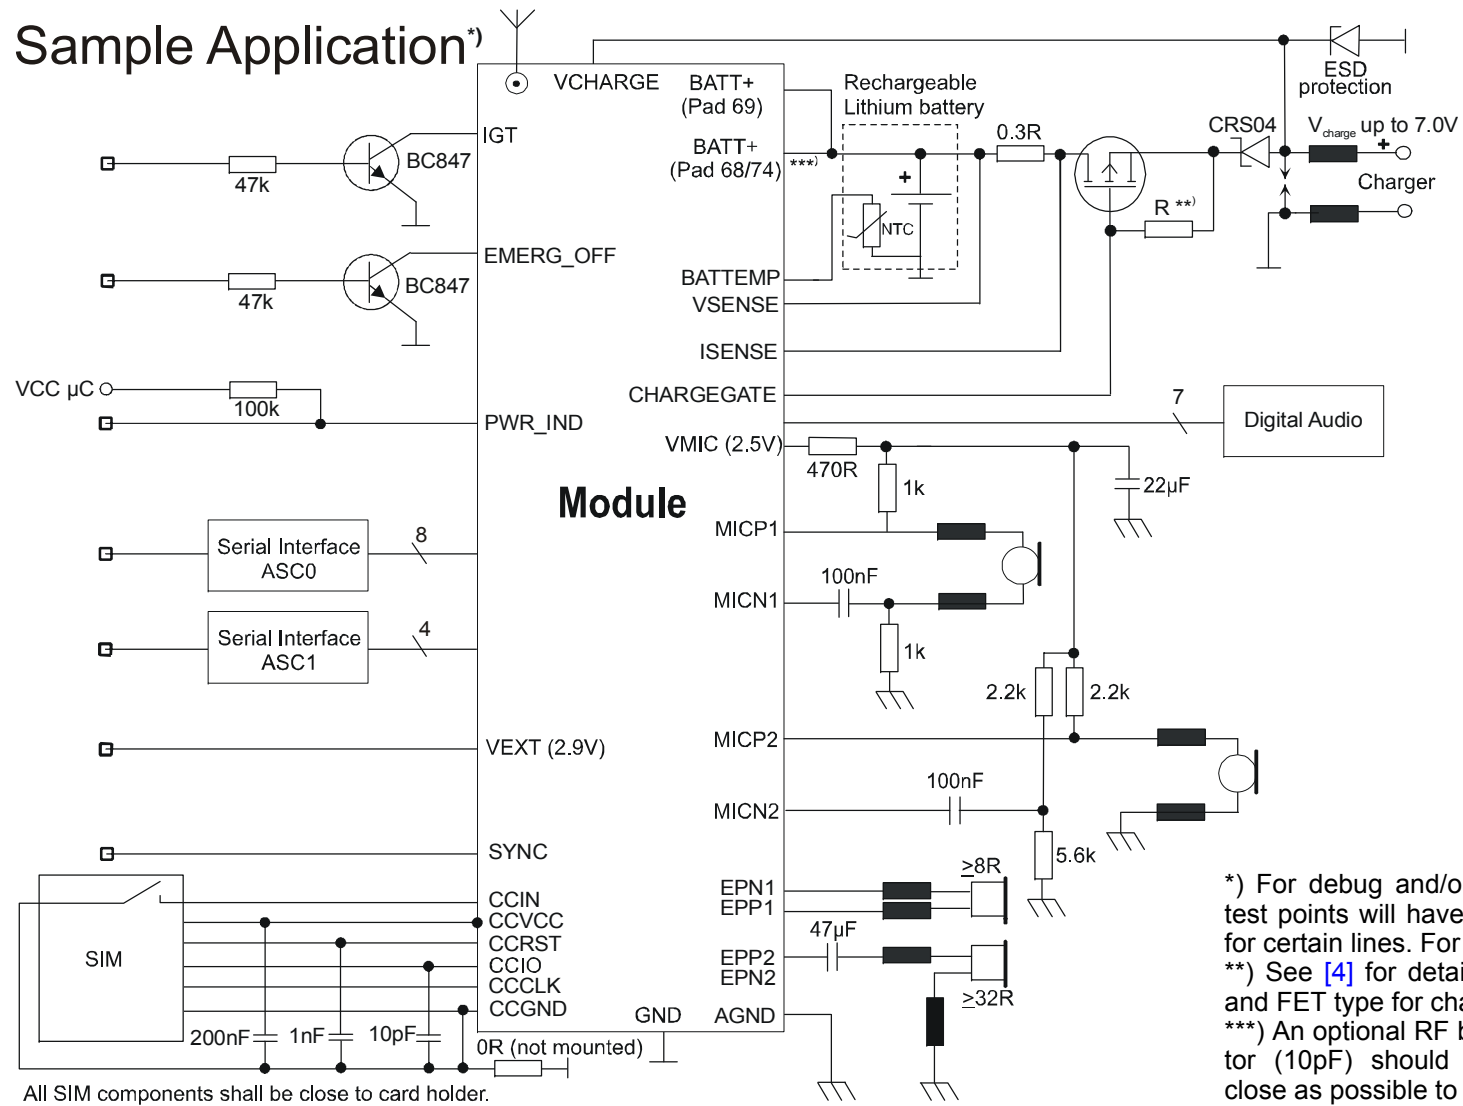 Sample Application*)
VCHARGE
BATT+
(Pad 69)
Rechargeable
Lithium battery
ESD
protection
IGT
BC847
47k
BATT+
(Pad 68/74)
***)
0.3R
CRS04
Vcharge up to 7.0V
+
+
Charger
R **)
NTC
EMERG_OFF
BC847
47k
BATTEMP
VSENSE
ISENSE
CHARGEGATE
VCC µC
100k
PWR_IND
7
Digital Audio
VMIC (2.5V)
470R
1k
22µF
Module
MICP1
Serial Interface
ASC0
8
100nF
MICN1
Serial Interface
ASC1
4
1k
2.2k
2.2k
VEXT (2.9V)
MICP2
100nF
MICN2
SYNC
5.6k
≥8R
EPN1
EPP1
CCIN
CCVCC
CCRST
CCIO
CCCLK
CCGND
SIM
47µF
EPP2
EPN2
≥32R
GND
AGND
200nF
1nF
10pF
0R (not mounted)
All SIM components shall be close to card holder.
*) For debug and/o
test points will have
for certain lines. For
**) See [4] for detai
and FET type for cha
***) An optional RF b
tor (10pF) should
close as possible to